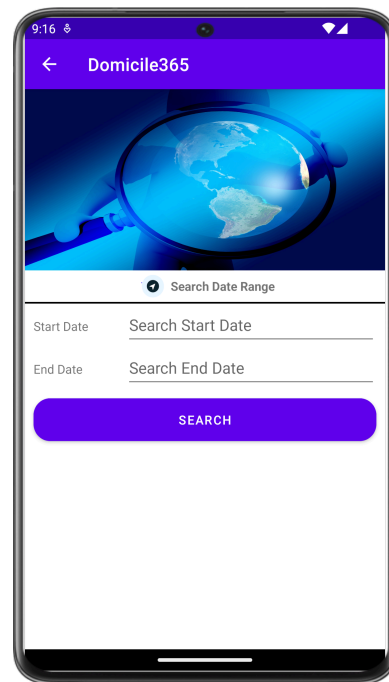 9:16
Domicile365
Search Date Range
Start Date Search Start Date
End Date Search End Date
SEARCH